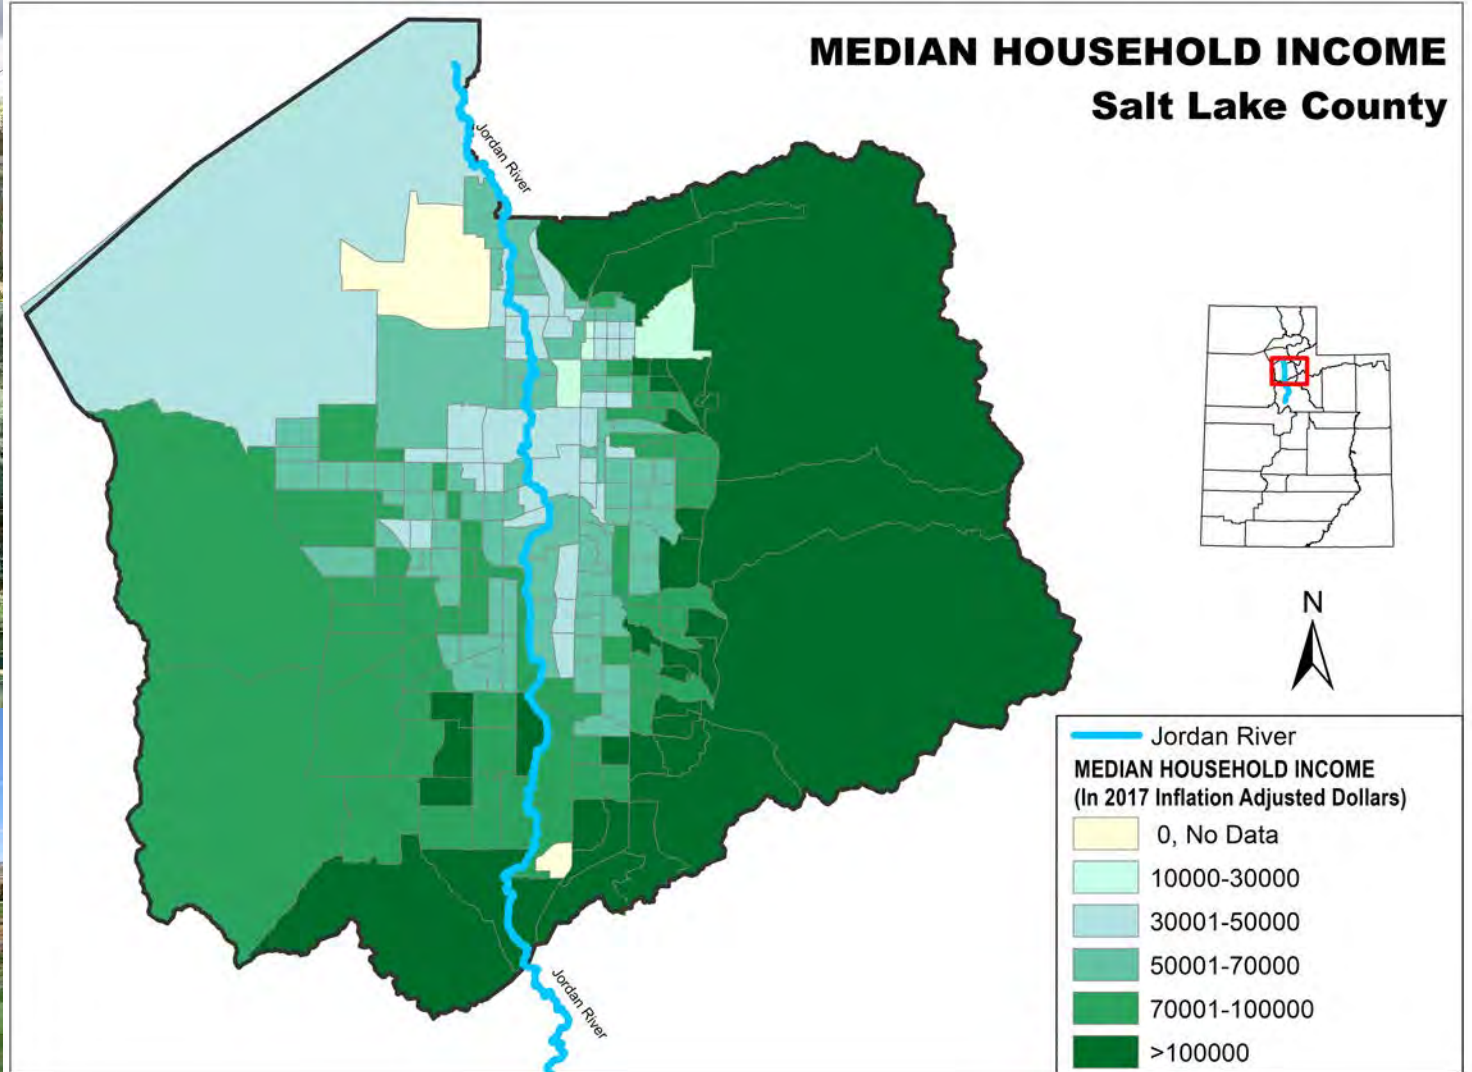 MEDIAN HOUSEHOLD INCOME
Salt Lake County
Jordan River
N
Jordan River
MEDIAN HOUSEHOLD INCOME
(In 2017 Inflation Adjusted Dollars)
0, No Data
10000-30000
30001-50000
50001-70000
70001-100000
>100000
Jordan River